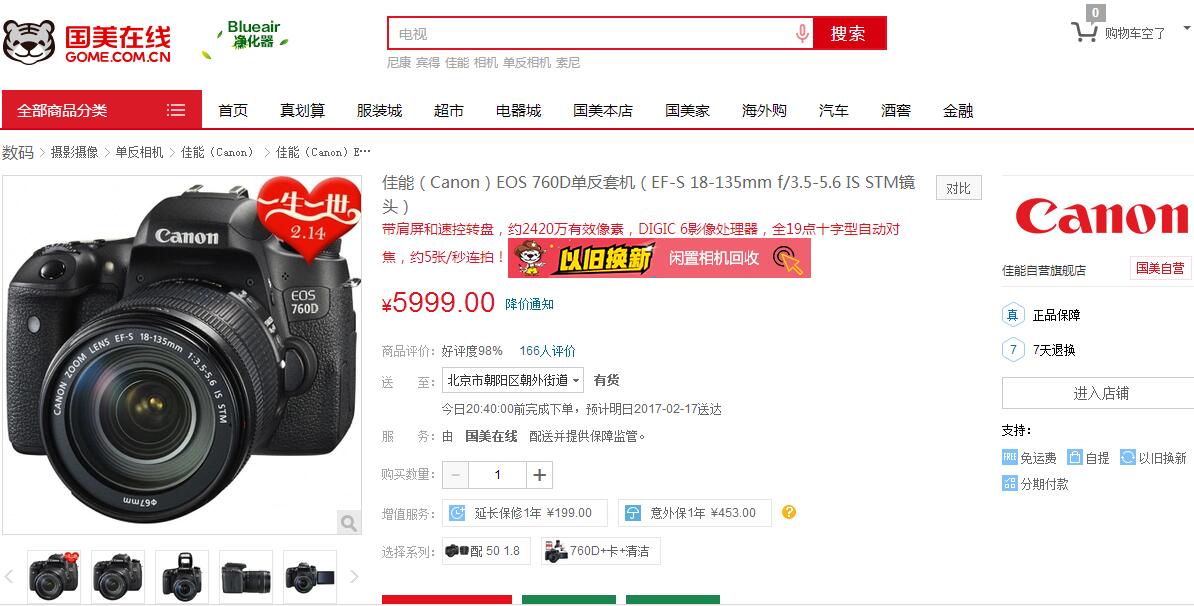 国美在线
GOME.COM.CN
Blueair
净化器
电视
搜索
0
购物车空了
尼康 宾得 佳能 相机 单反相机 索尼
全部商品分类
首页 真划算 服装城 超市 电器城 国美本店 国美家 海外购 汽车 酒窖 金融
数码 > 摄影摄像 > 单反相机 > 佳能（Canon） > 佳能（Canon）E…
一生一世
2.14
Canon
EOS
760D
CANON ZOOM LENS EF-S 18-135mm 1:3.5-5.6 IS STM
Φ67mm
佳能（Canon）EOS 760D单反套机（EF-S 18-135mm f/3.5-5.6 IS STM镜
头）
对比
带肩屏和速控转盘，约2420万有效像素，DIGIC 6影像处理器，全19点十字型自动对
焦，约5张/秒连拍！
以旧换新 闲置相机回收
¥5999.00 降价通知
商品评价： 好评度98% 166人评价
送 至： 北京市朝阳区朝外街道 有货
今日20:40:00前完成下单，预计明日2017-02-17送达
服 务： 由 国美在线 配送并提供保障监管。
购买数量： − 1 +
增值服务： 延长保修1年 ¥199.00 意外保1年 ¥453.00 ?
选择系列： 配 50 1.8 760D+卡+清洁
Canon
佳能自营旗舰店 国美自营
真 正品保障
7 7天退换
进入店铺
支持：
FREE 免运费 自提 以旧换新
分期付款